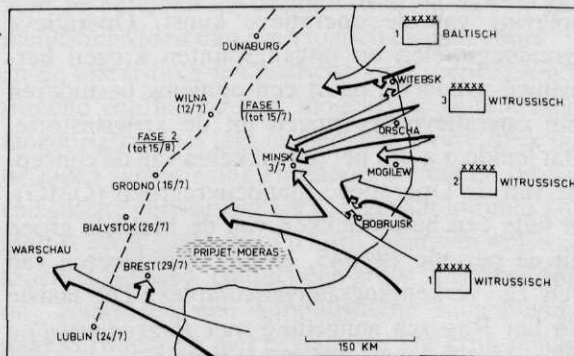 XXXXX
1 BALTISCH
DÜNABURG
WITEBSK
XXXXX
3 WITRUSSISCH
WILNA
(12/7)
FASE 1
(tot 15/7)
ORSCHA
FASE 2
(tot 15/8)
MINSK
3/7
MOGILEW
XXXXX
2 WITRUSSISCH
GRODNO (16/7)
BIALYSTOK (26/7)
BOBRUISK
WARSCHAU
PRIPJET-MOERAS
BREST (29/7)
XXXXX
1 WITRUSSISCH
LUBLIN (24/7)
150 KM